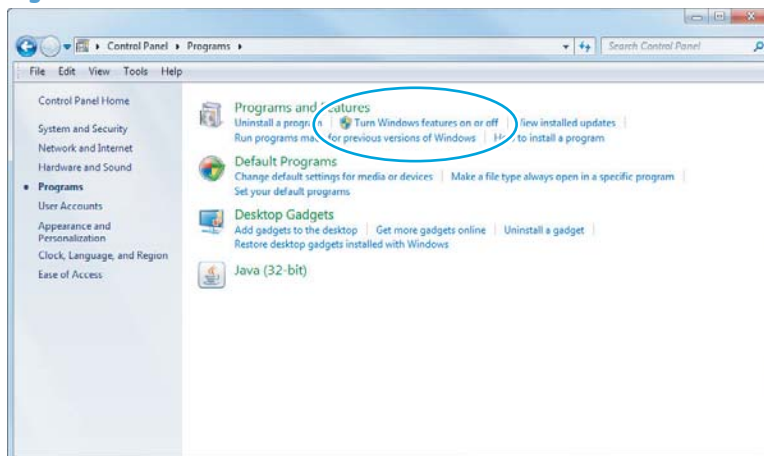 Control Panel ▸ Programs ▸
Search Control Panel
File Edit View Tools Help
Control Panel Home
System and Security
Network and Internet
Hardware and Sound
Programs
User Accounts
Appearance and
Personalization
Clock, Language, and Region
Ease of Access
Programs and Features
Uninstall a program | Turn Windows features on or off | View installed updates |
Run programs made for previous versions of Windows | How to install a program
Default Programs
Change default settings for media or devices | Make a file type always open in a specific program |
Set your default programs
Desktop Gadgets
Add gadgets to the desktop | Get more gadgets online | Uninstall a gadget |
Restore desktop gadgets installed with Windows
Java (32-bit)